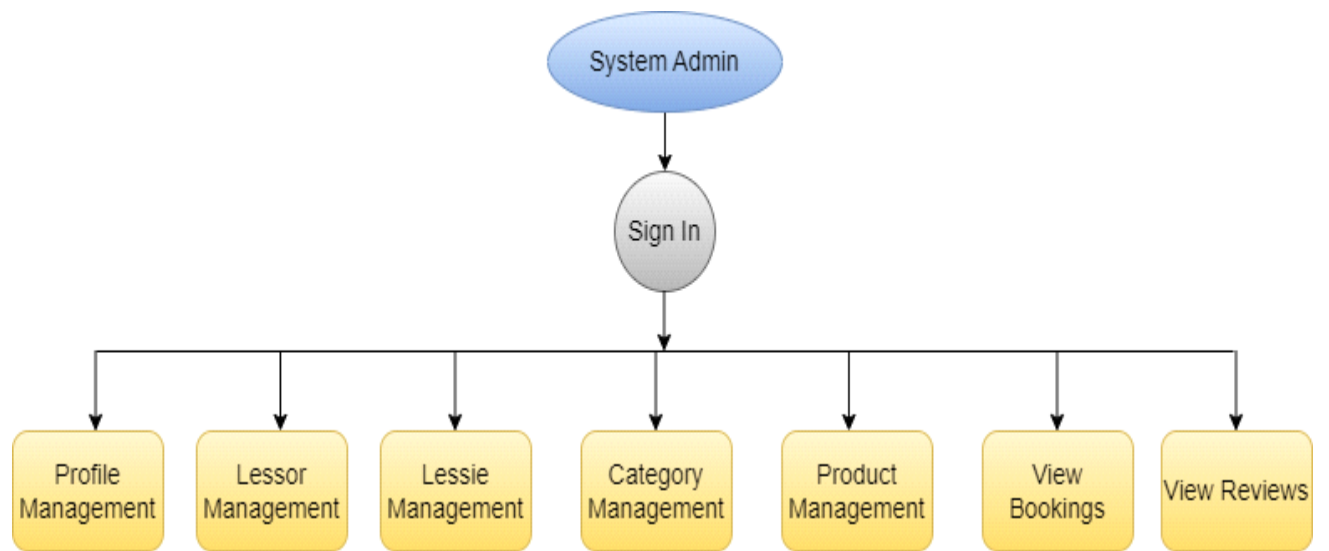 System Admin
Sign In
Profile
Management
Lessor
Management
Lessie
Management
Category
Management
Product
Management
View
Bookings
View Reviews